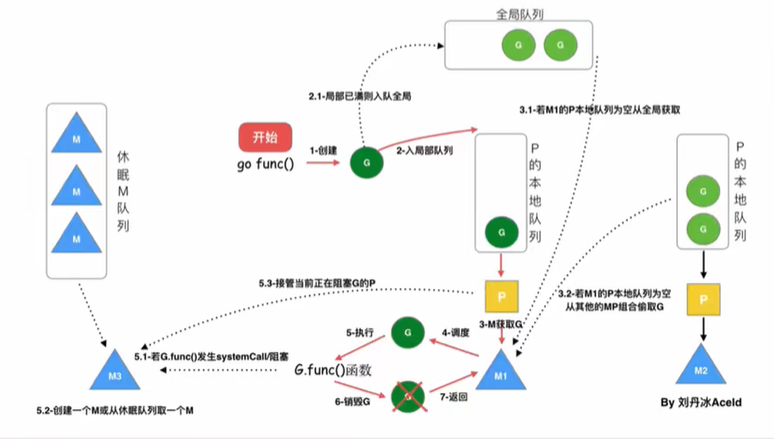 全局队列
G
G
2.1-局部已满则入队全局
3.1-若M1的P本地队列为空从全局获取
开始
go func()
1-创建
G
2-入局部队列
M
M
M
休眠M队列
P的本地队列
G
P的本地队列
G
G
5.3-接管当前正在阻塞G的P
P
3-M获取G
3.2-若M1的P本地队列为空
从其他的MP组合偷取G
P
5-执行
G
4-调度
5.1-若G.func()发生systemCall/阻塞
G.func()函数
M3
M1
M2
6-销毁G
G
7-返回
5.2-创建一个M或从休眠队列取一个M
By 刘丹冰Aceld